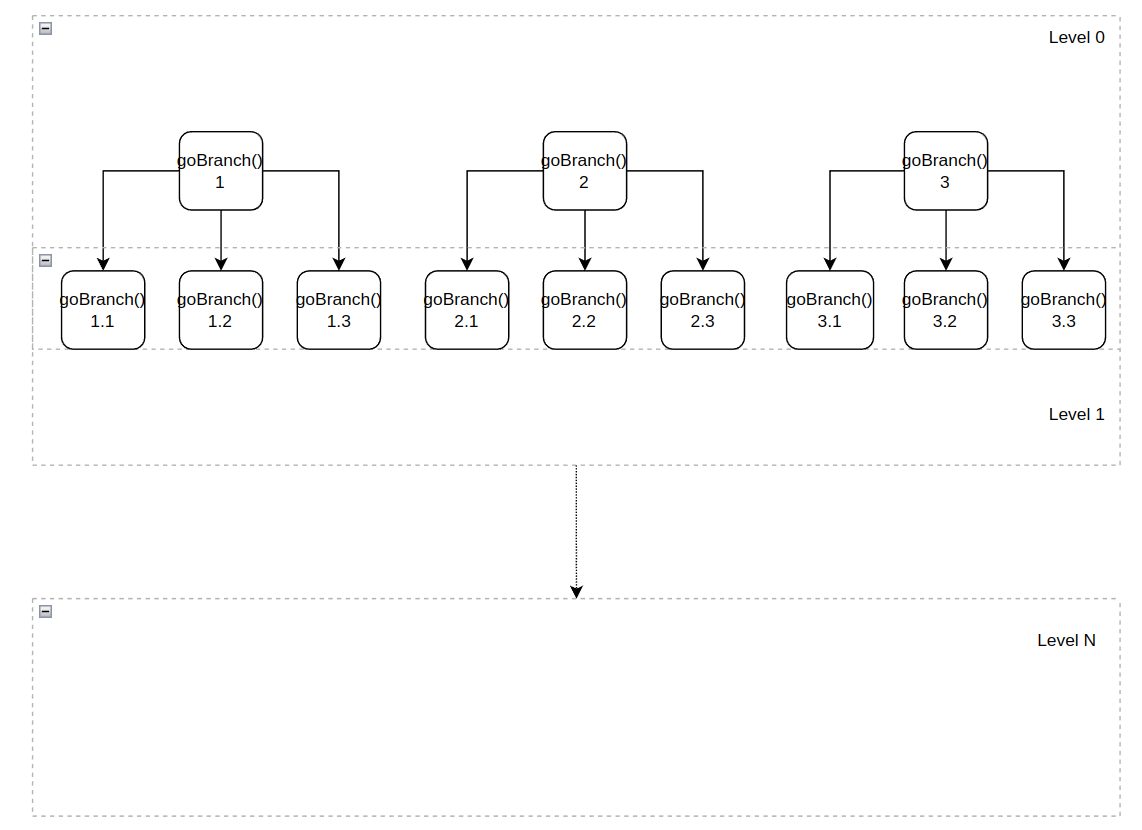 Level 0
goBranch()
1
goBranch()
2
goBranch()
3
goBranch()
1.1
goBranch()
1.2
goBranch()
1.3
goBranch()
2.1
goBranch()
2.2
goBranch()
2.3
goBranch()
3.1
goBranch()
3.2
goBranch()
3.3
Level 1
Level N